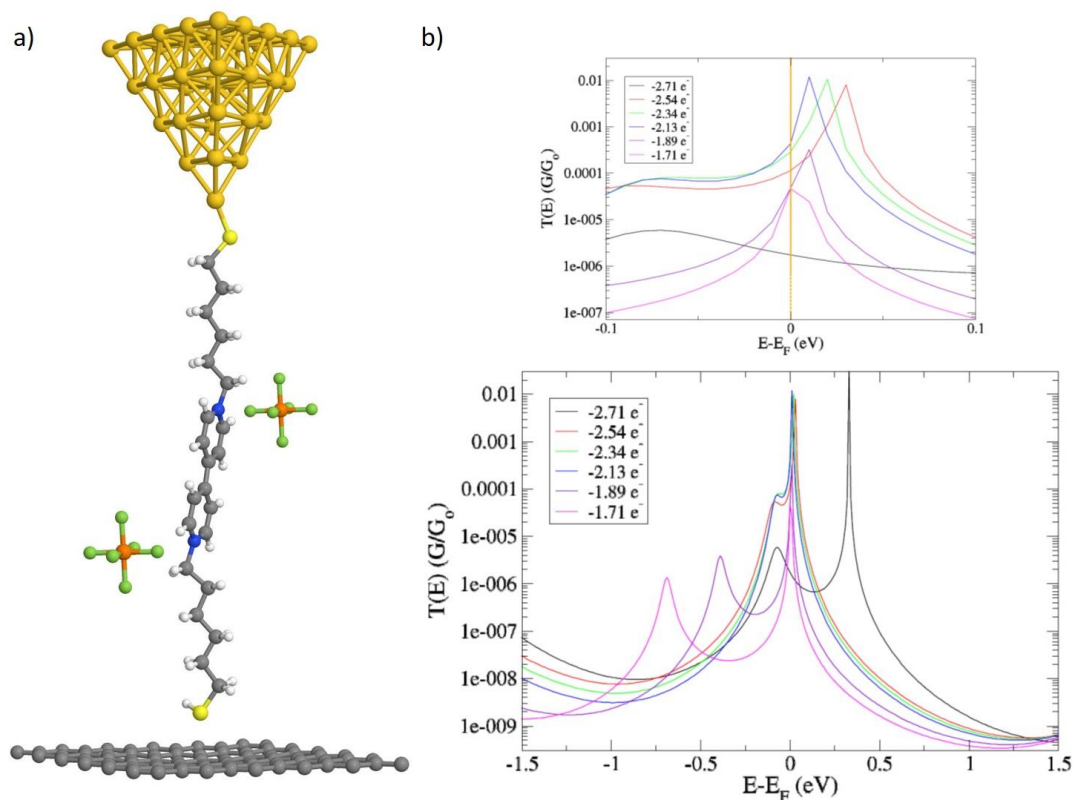 a)
b)
0.01
0.001
0.0001
1e-005
1e-006
1e-007
T(E) (G/G₀)
-2.71 e⁻
-2.54 e⁻
-2.34 e⁻
-2.13 e⁻
-1.89 e⁻
-1.71 e⁻
-0.1 0 0.1
E-E_F (eV)
0.01
0.001
0.0001
1e-005
1e-006
1e-007
1e-008
1e-009
T(E) (G/G₀)
-2.71 e⁻
-2.54 e⁻
-2.34 e⁻
-2.13 e⁻
-1.89 e⁻
-1.71 e⁻
-1.5 -1 -0.5 0 0.5 1 1.5
E-E_F (eV)